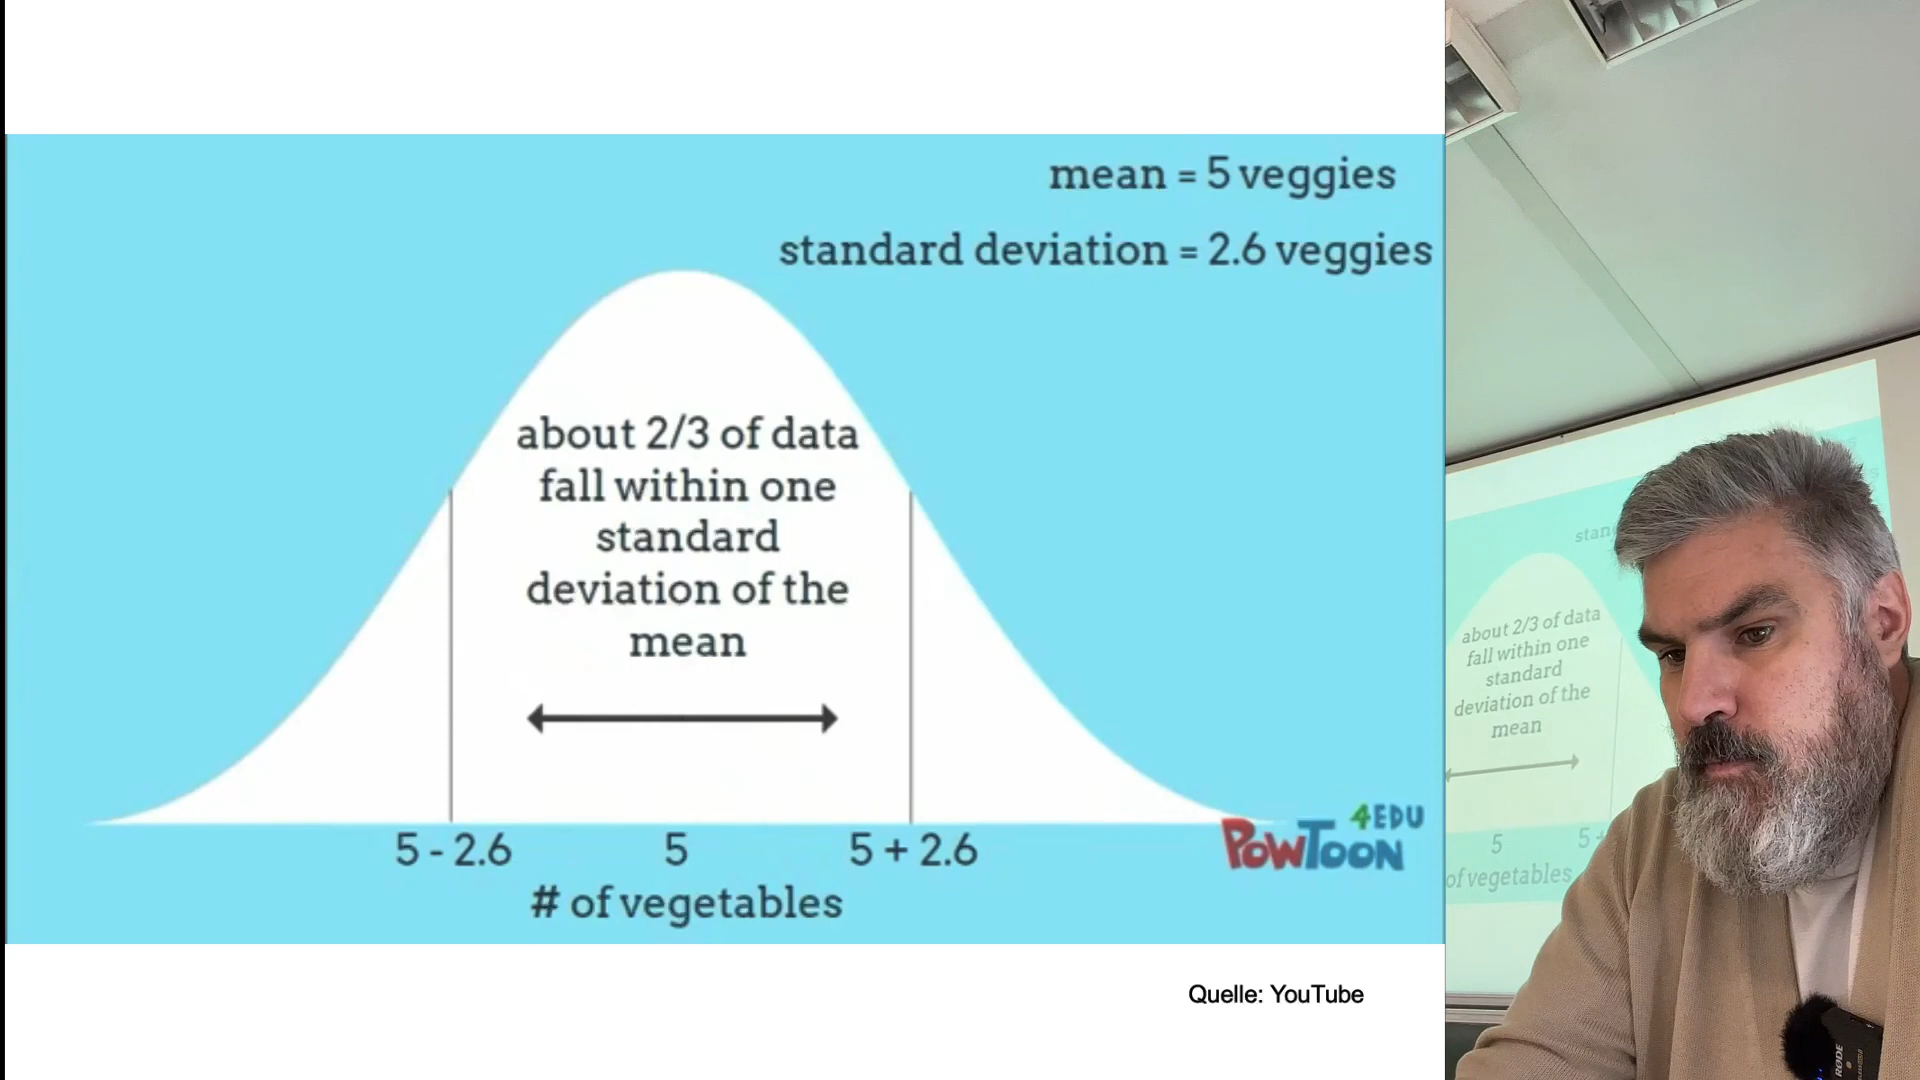 mean = 5 veggies
standard deviation = 2.6 veggies
about 2/3 of data
fall within one
standard
deviation of the
mean
5 - 2.6 5 5 + 2.6
# of vegetables
4EDU
POWTOON
Quelle: YouTube
about 2/3 of data
fall within one
standard
deviation of the
mean
5 5
of vegetables
RØDE